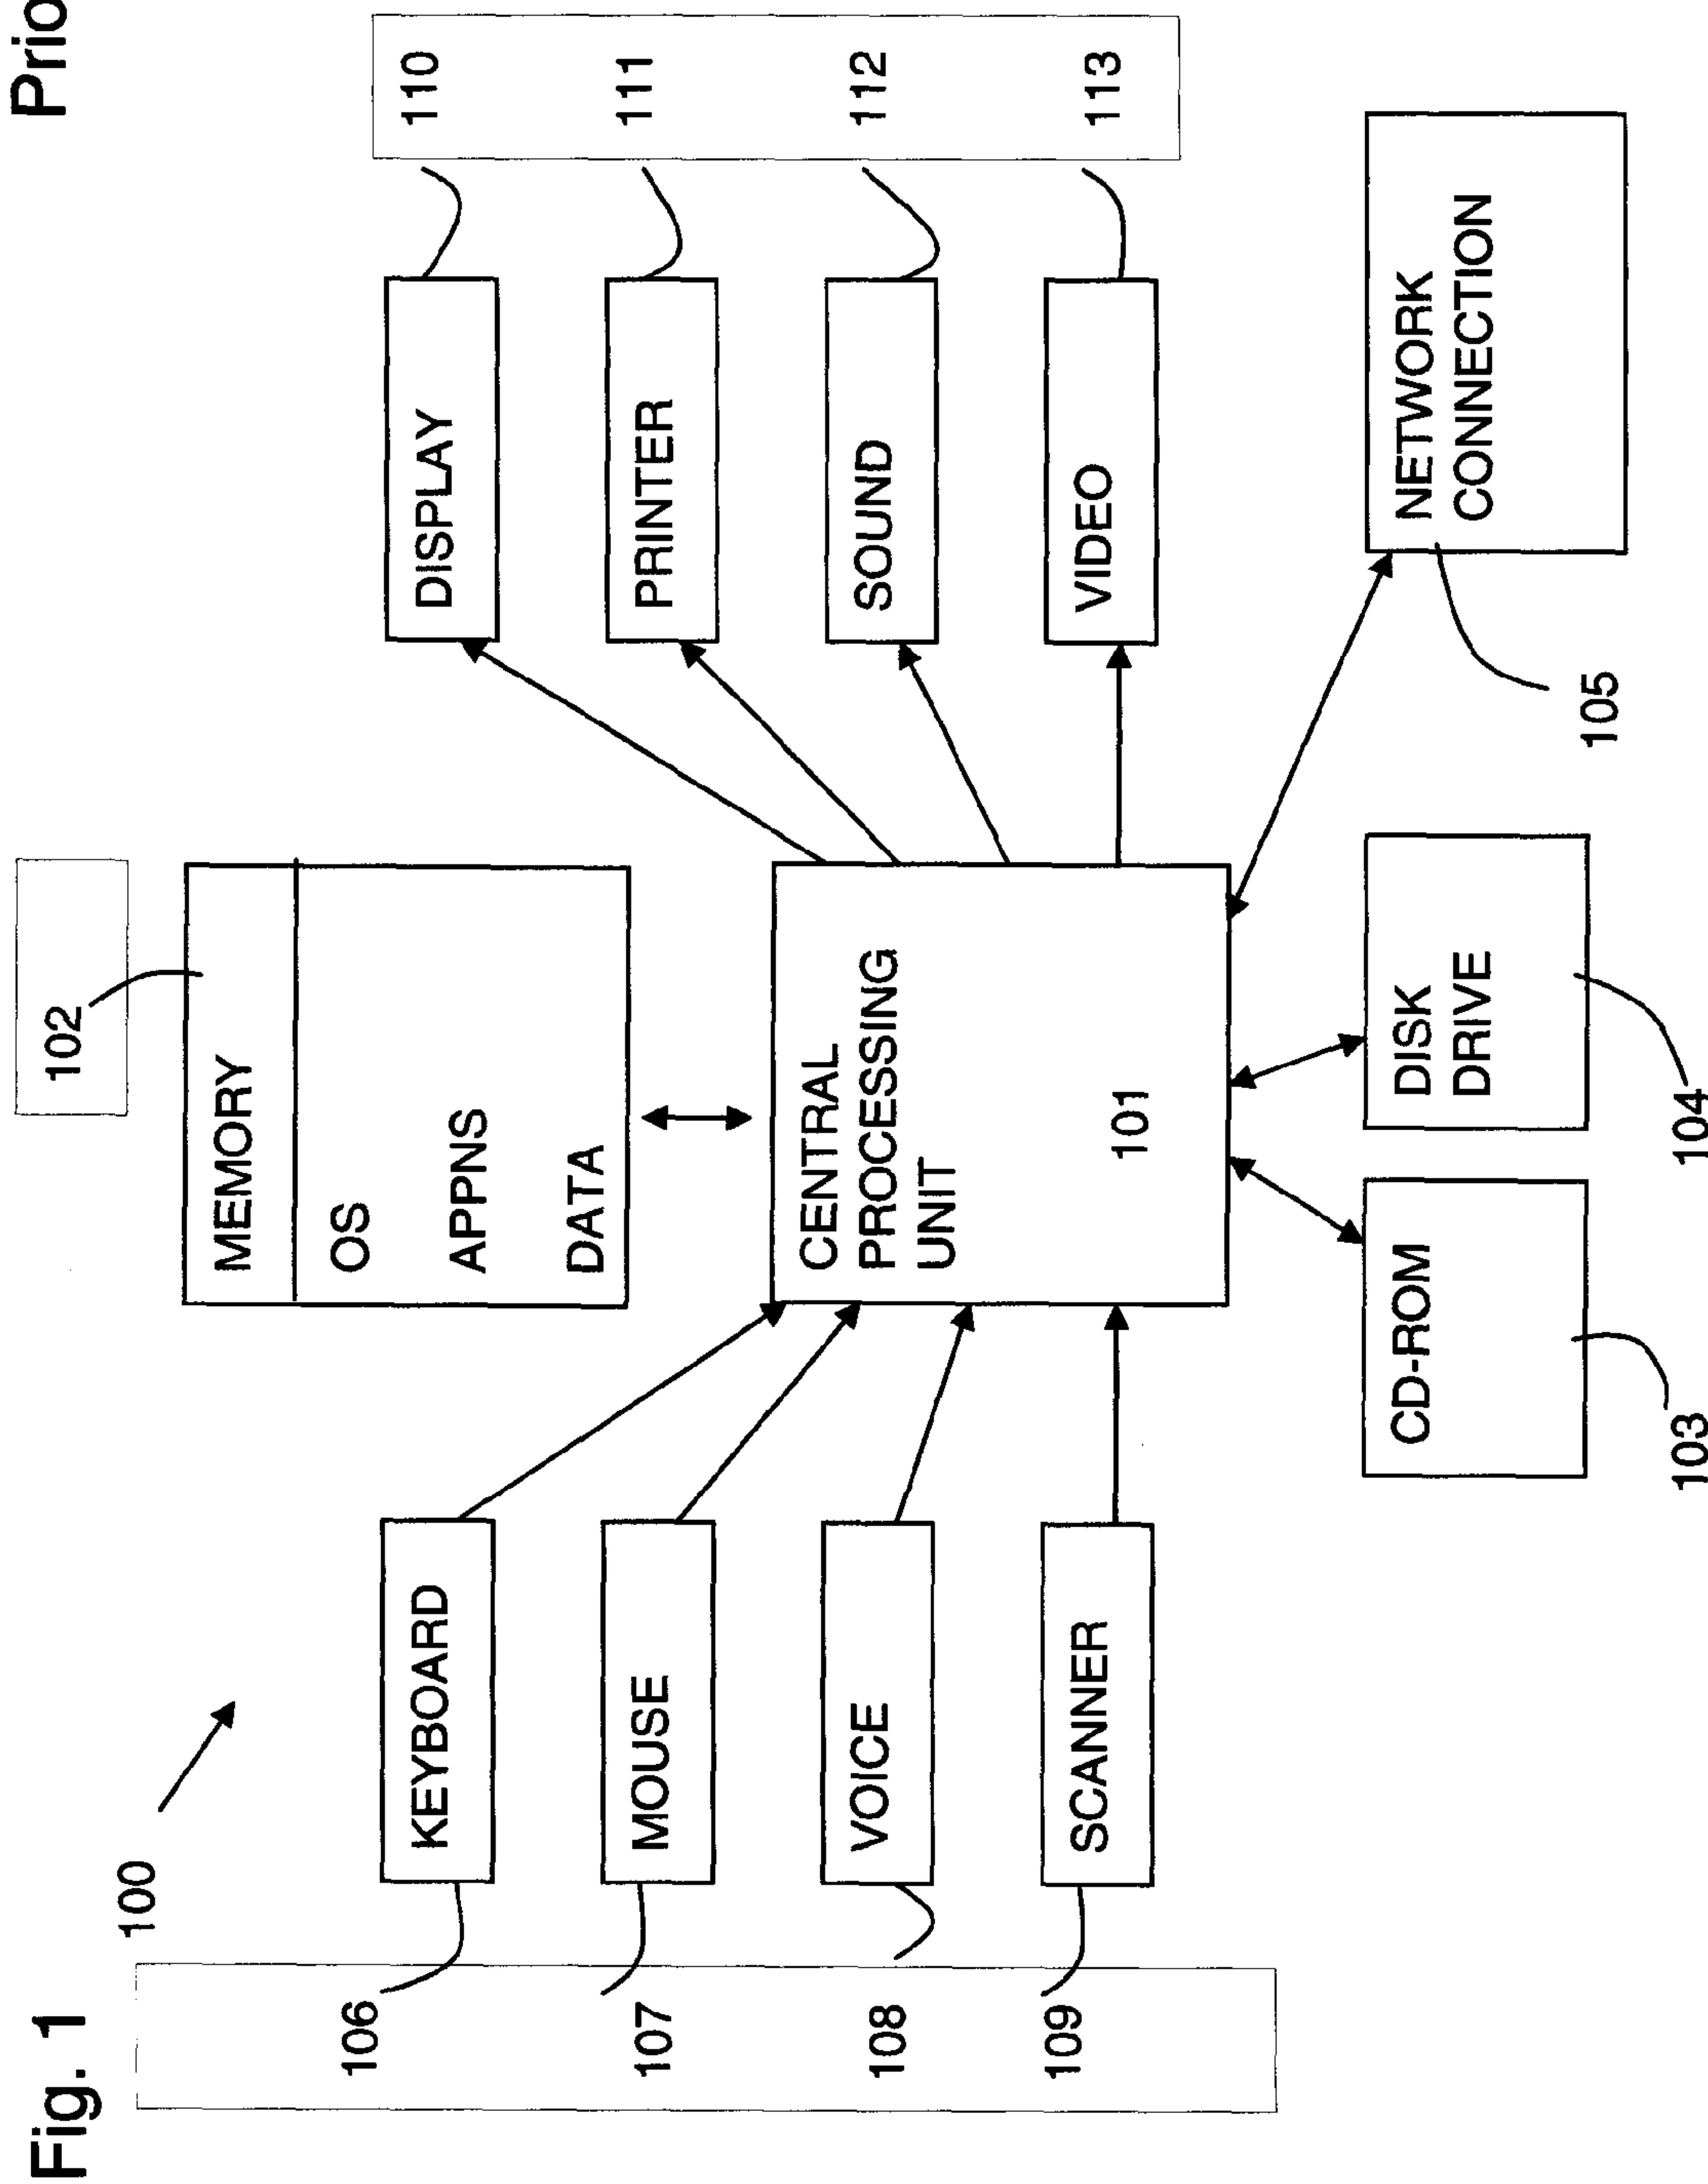 Fig. 1
Prio
100
102
MEMORY
OS
APPNS
DATA
106
KEYBOARD
DISPLAY
110
107
MOUSE
PRINTER
111
108
VOICE
SOUND
112
109
SCANNER
VIDEO
113
CENTRAL
PROCESSING
UNIT
101
CD-ROM
103
DISK
DRIVE
104
NETWORK
CONNECTION
105